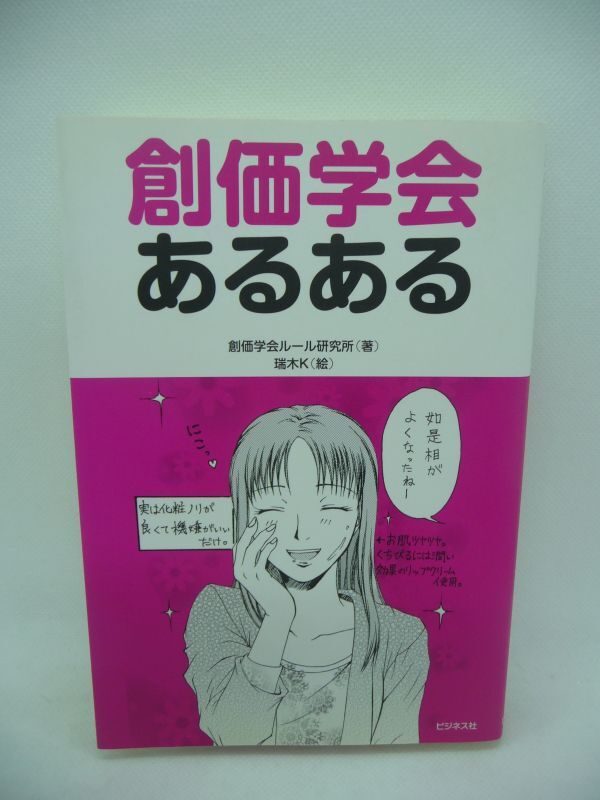 創価学会
あるある
創価学会ルール研究所(著)
瑞木K(絵)
如是相が
よくなったねー
にこっ♥
実は化粧ノリが
良くて機嫌がいい
だけ。
←お肌ツヤツヤ。
くちびるには潤い
効果のリップクリーム
使用。
ビジネス社